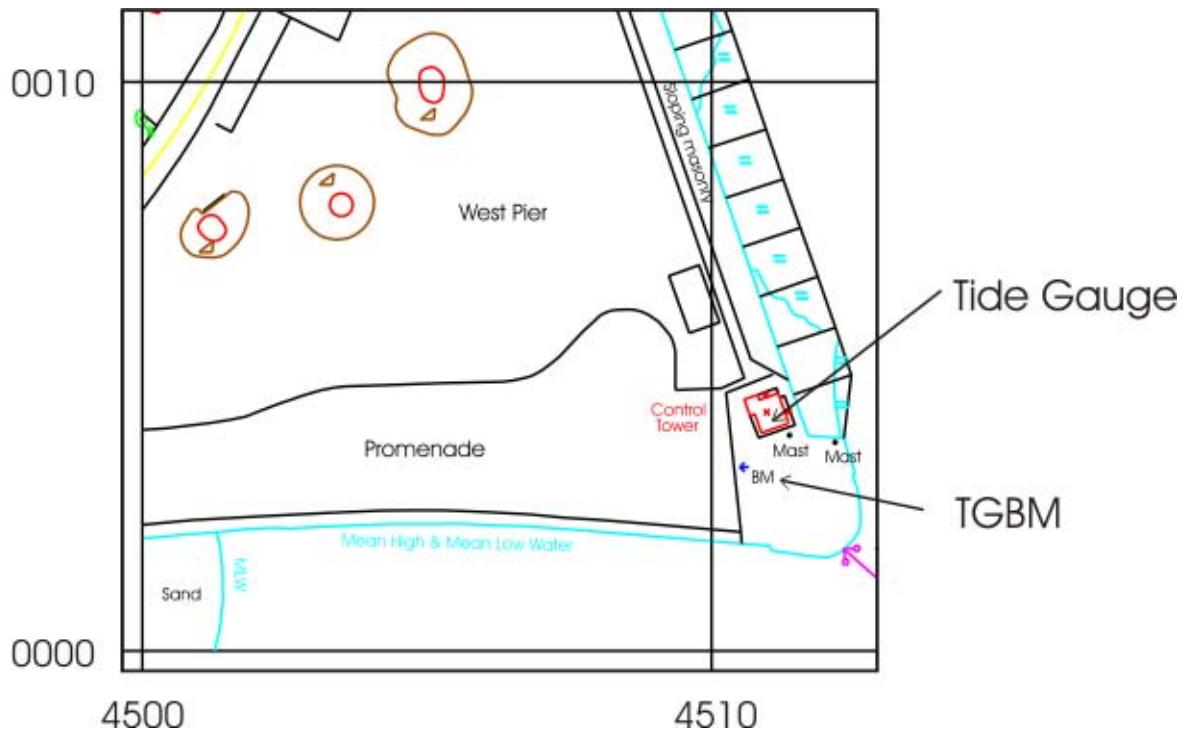 0010
Sloping masonry
West Pier
Tide Gauge
Control
Tower
Promenade
Mast
Mast
BM
TGBM
Mean High & Mean Low Water
MLW
Sand
0000
4500
4510